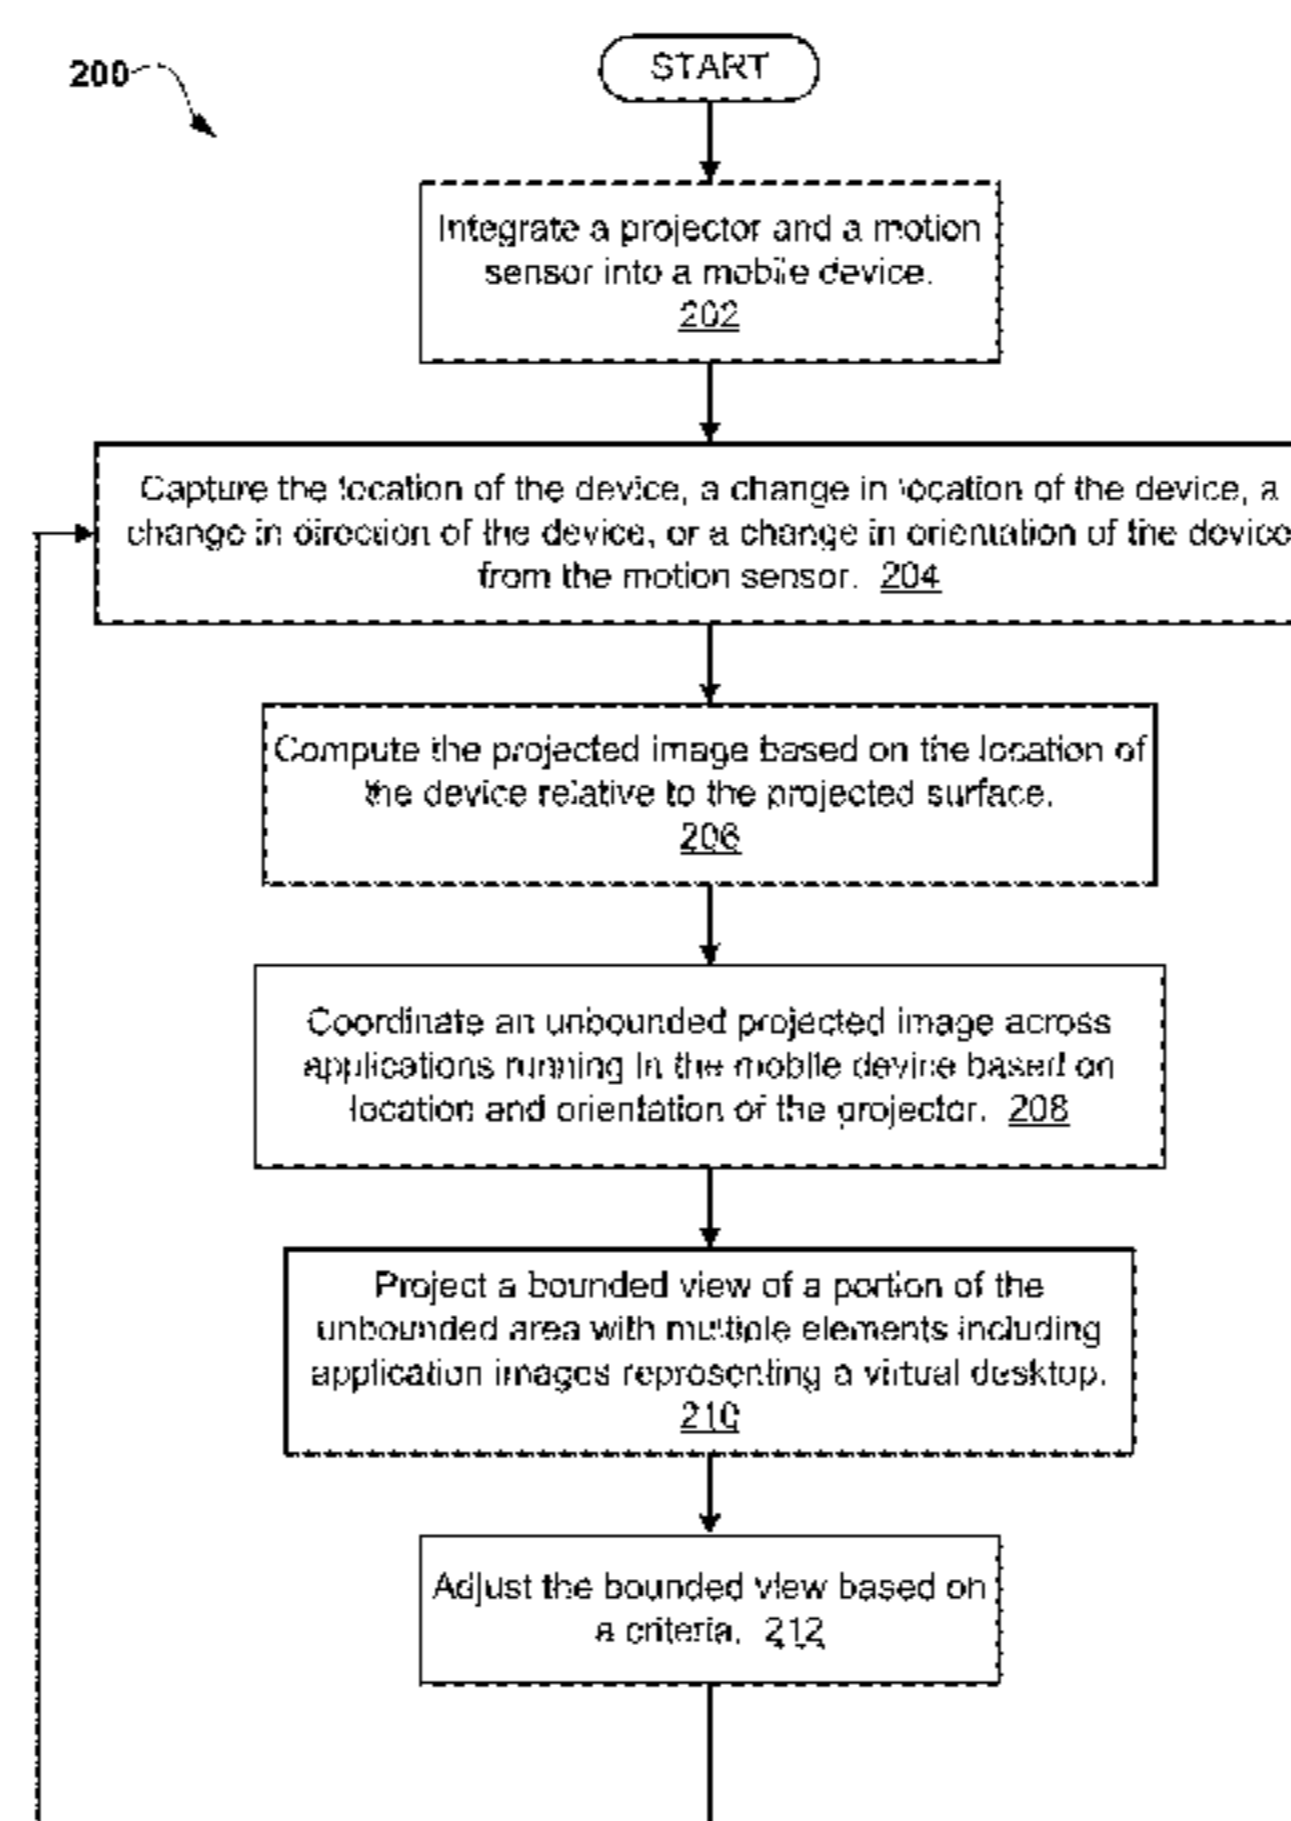 200
START
Integrate a projector and a motion
sensor into a mobile device.
202
Capture the location of the device, a change in location of the device, a
change in direction of the device, or a change in orientation of the device
from the motion sensor. 204
Compute the projected image based on the location of
the device relative to the projected surface.
206
Coordinate an unbounded projected image across
applications running in the mobile device based on
location and orientation of the projector. 208
Project a bounded view of a portion of the
unbounded area with multiple elements including
application images representing a virtual desktop.
210
Adjust the bounded view based on
a criteria. 212